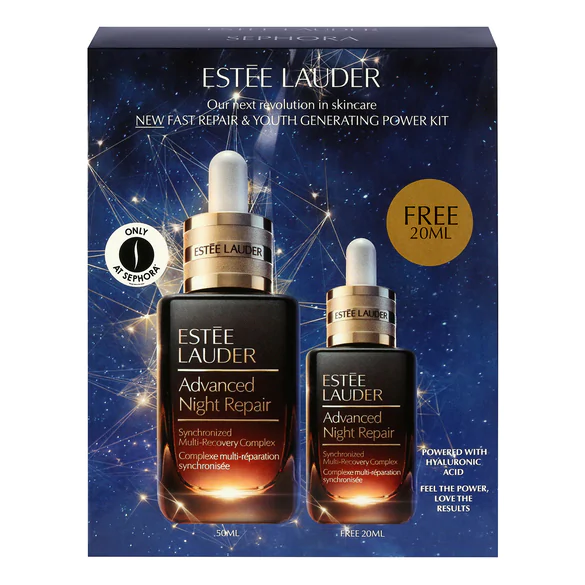 SEPHORA
ESTĒE LAUDER
Our next revolution in skincare
NEW FAST REPAIR & YOUTH GENERATING POWER KIT
FREE
20ML
ONLY
AT SEPHORA
ESTĒE LAUDER
ESTĒE
LAUDER
Advanced
Night Repair
Synchronized
Multi-Recovery Complex
Complexe multi-réparation
synchronisée
50ML
ESTĒE LAUDER
ESTĒE
LAUDER
Advanced
Night Repair
Synchronized
Multi-Recovery Complex
Complexe multi-réparation
synchronisée
FREE 20ML
POWERED WITH
HYALURONIC
ACID
FEEL THE POWER,
LOVE THE
RESULTS